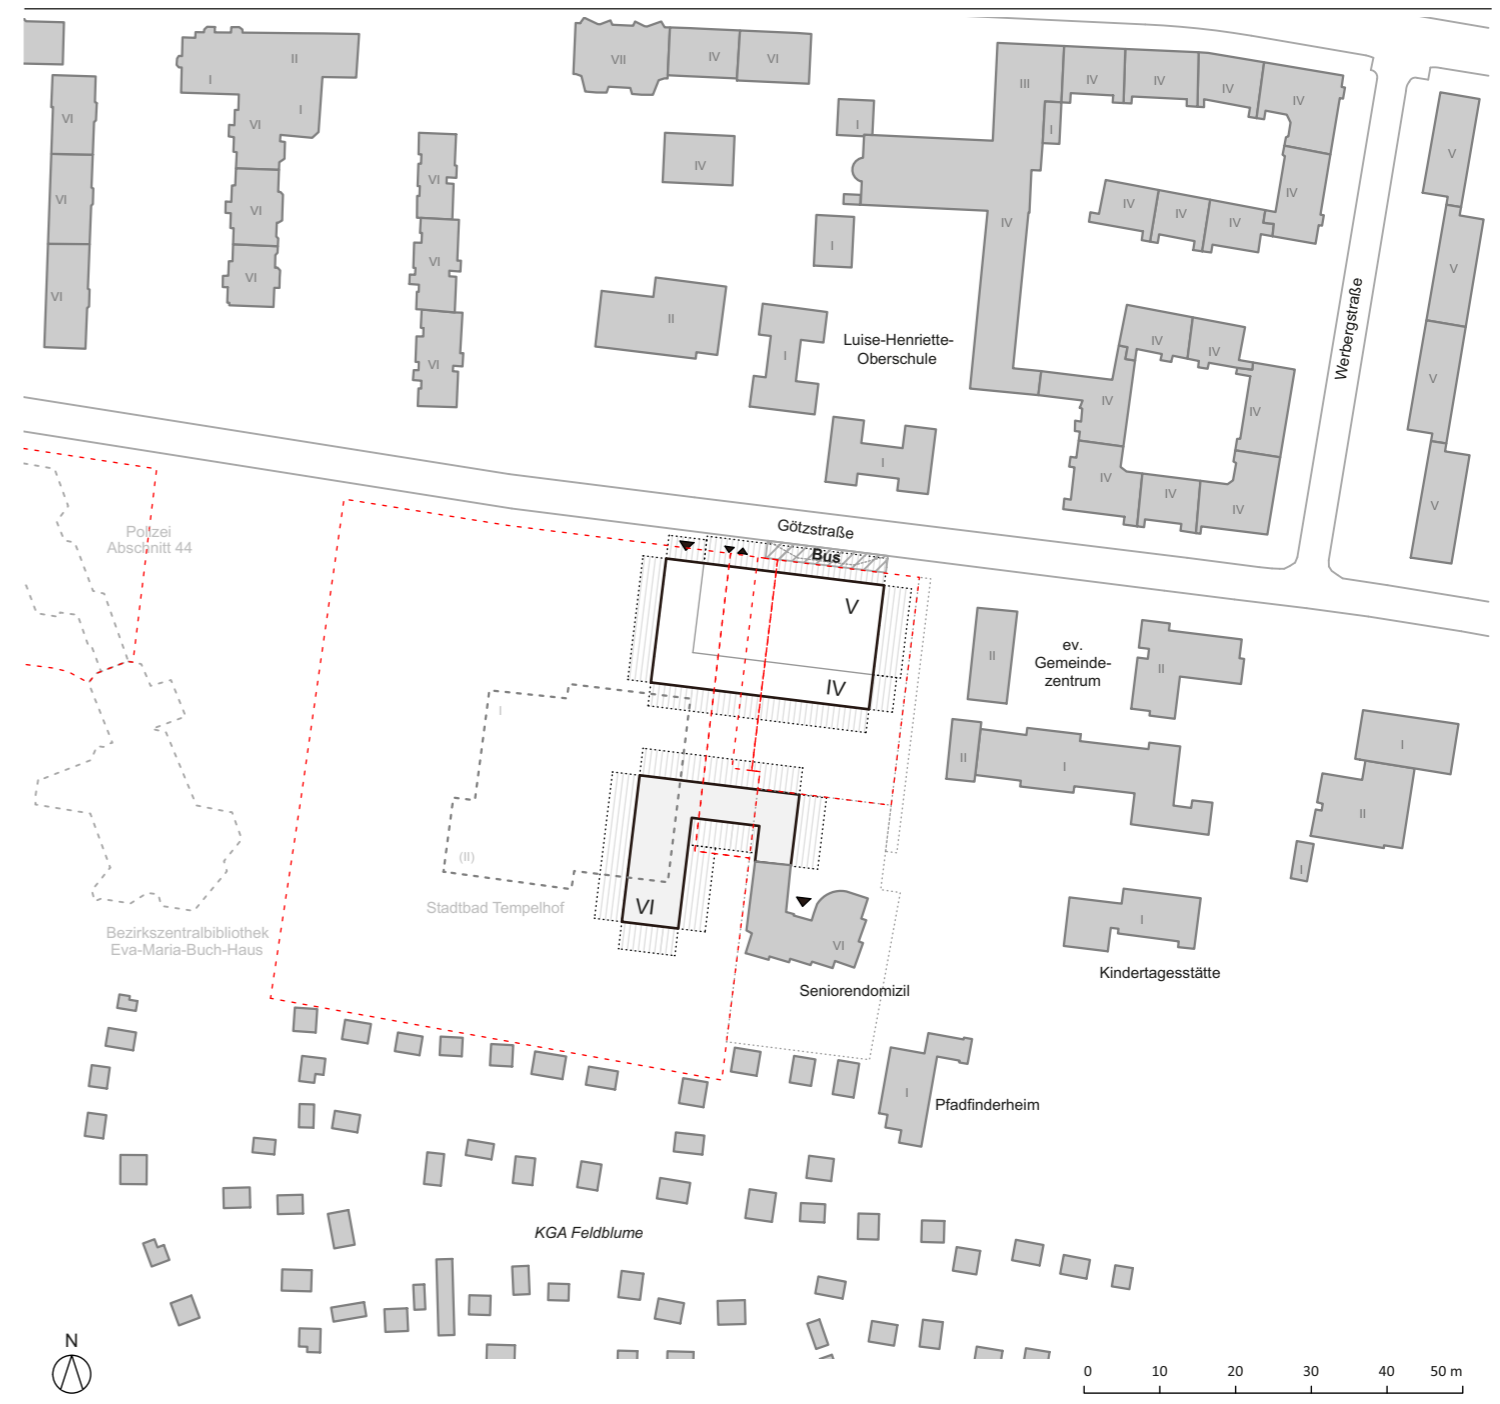 II
I
I
VI
VI
VI
VI
VI
VI
VII
IV
VI
IV
I
I
II
I
I
VI
VI
VI
III
IV
IV
IV
IV
I
IV
IV
IV
IV
IV
V
V
V
V
IV
IV
IV
IV
IV
IV
IV
Luise-Henriette-
Oberschule
Werbergstraße
Götzstraße
Bus
Polizei
Abschnitt 44
V
IV
I
(II)
Stadtbad Tempelhof
VI
VI
Seniorendomizil
Bezirkszentralbibliothek
Eva-Maria-Buch-Haus
II
ev.
Gemeinde-
zentrum
II
II
I
I
II
I
I
Kindertagesstätte
I
Pfadfinderheim
KGA Feldblume
N
0 10 20 30 40 50 m